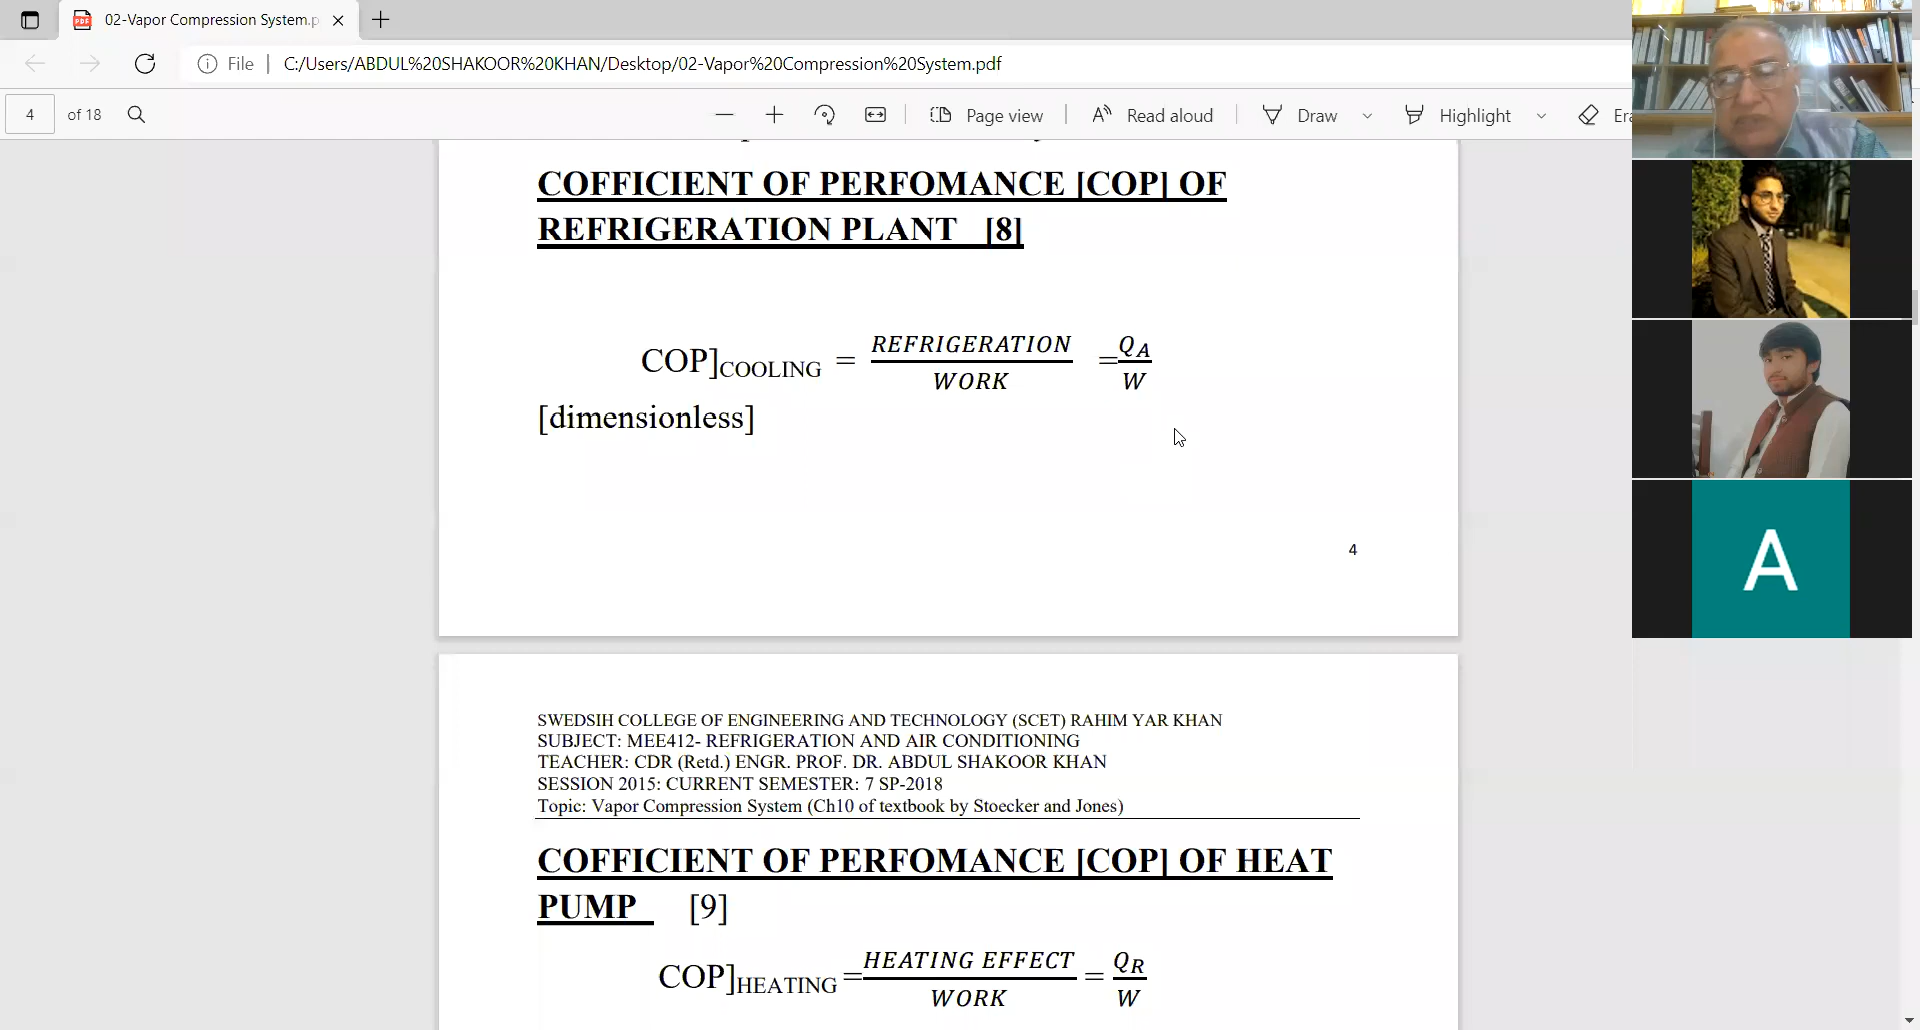 02-Vapor Compression System.p
File
C:/Users/ABDUL%20SHAKOOR%20KHAN/Desktop/02-Vapor%20Compression%20System.pdf
4 of 18
Page view
Read aloud
Draw
Highlight
Era
COFFICIENT OF PERFOMANCE [COP] OF
REFRIGERATION PLANT [8]
COP]COOLING = REFRIGERATION/WORK =QA/W
[dimensionless]
4
SWEDSIH COLLEGE OF ENGINEERING AND TECHNOLOGY (SCET) RAHIM YAR KHAN
SUBJECT: MEE412- REFRIGERATION AND AIR CONDITIONING
TEACHER: CDR (Retd.) ENGR. PROF. DR. ABDUL SHAKOOR KHAN
SESSION 2015: CURRENT SEMESTER: 7 SP-2018
Topic: Vapor Compression System (Ch10 of textbook by Stoecker and Jones)
COFFICIENT OF PERFOMANCE [COP] OF HEAT
PUMP [9]
COP]HEATING =HEATING EFFECT/WORK = QR/W
A